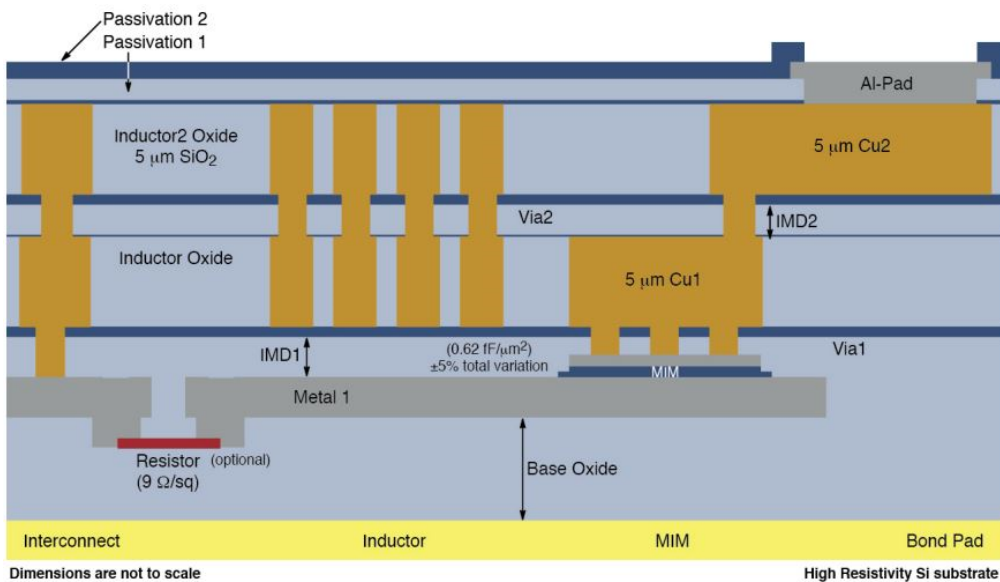 Passivation 2
Passivation 1
Al-Pad
Inductor2 Oxide
5 μm SiO2
5 μm Cu2
Via2
IMD2
Inductor Oxide
5 μm Cu1
IMD1
(0.62 fF/μm²)
±5% total variation
Via1
MIM
Metal 1
Resistor (optional)
(9 Ω/sq)
Base Oxide
Interconnect
Inductor
MIM
Bond Pad
Dimensions are not to scale
High Resistivity Si substrate